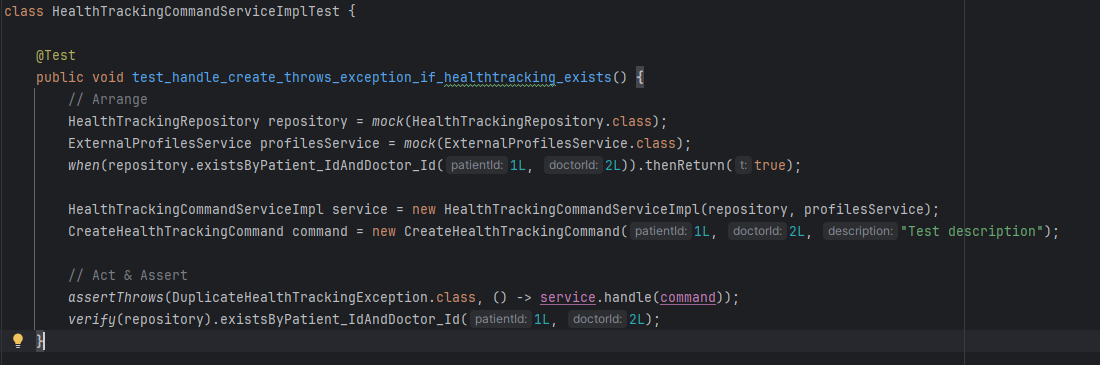 class HealthTrackingCommandServiceImplTest {
@Test
public void test_handle_create_throws_exception_if_healthtracking_exists() {
// Arrange
HealthTrackingRepository repository = mock(HealthTrackingRepository.class);
ExternalProfilesService profilesService = mock(ExternalProfilesService.class);
when(repository.existsByPatient_IdAndDoctor_Id( patientId: 1L, doctorId: 2L)).thenReturn( t: true);
HealthTrackingCommandServiceImpl service = new HealthTrackingCommandServiceImpl(repository, profilesService);
CreateHealthTrackingCommand command = new CreateHealthTrackingCommand( patientId: 1L, doctorId: 2L, description: "Test description");
// Act & Assert
assertThrows(DuplicateHealthTrackingException.class, () -> service.handle(command));
verify(repository).existsByPatient_IdAndDoctor_Id( patientId: 1L, doctorId: 2L);
}